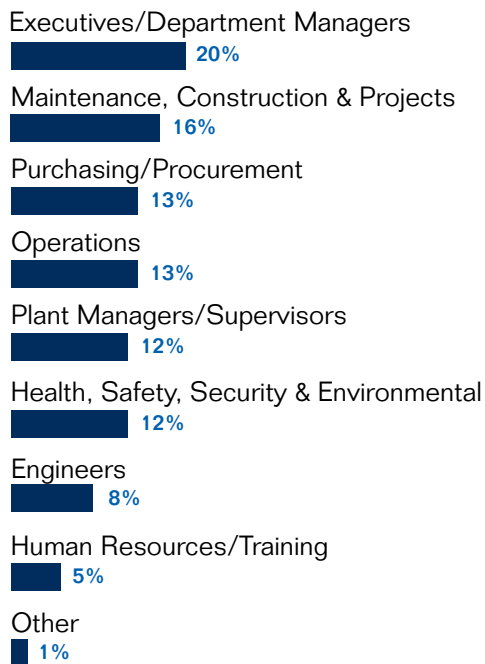 Executives/Department Managers
20%
Maintenance, Construction & Projects
16%
Purchasing/Procurement
13%
Operations
13%
Plant Managers/Supervisors
12%
Health, Safety, Security & Environmental
12%
Engineers
8%
Human Resources/Training
5%
Other
1%